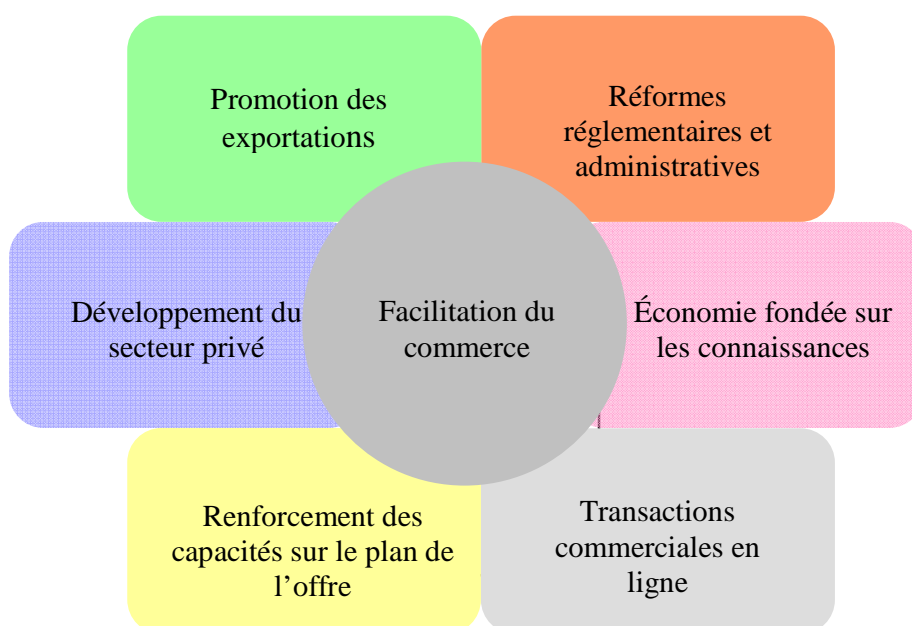 Promotion des
exportations
Réformes
réglementaires et
administratives
Développement du
secteur privé
Facilitation du
commerce
Économie fondée sur
les connaissances
Renforcement des
capacités sur le plan de
l’offre
Transactions
commerciales en
ligne